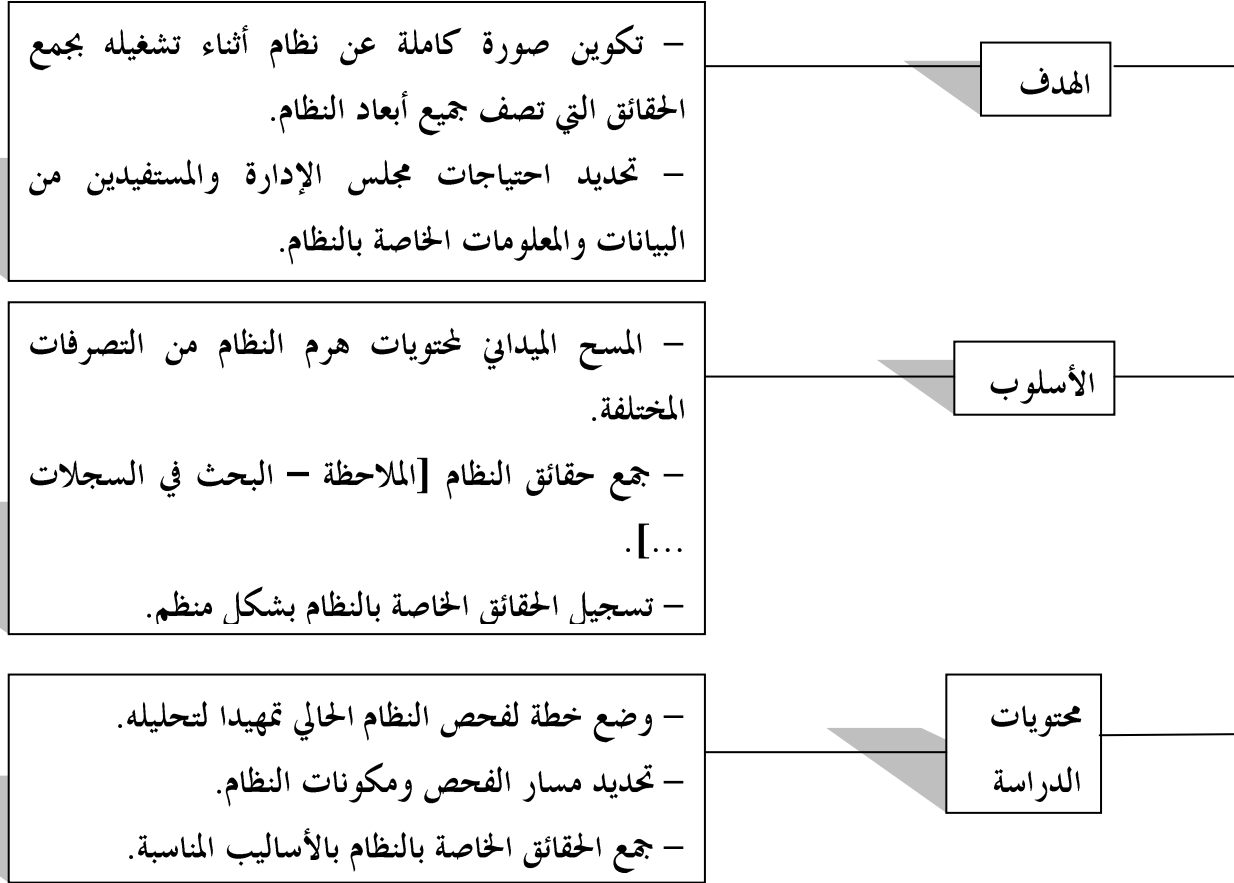 الهدف
– تكوين صورة كاملة عن نظام أثناء تشغيله بجمع
الحقائق التي تصف جميع أبعاد النظام.
– تحديد احتياجات مجلس الإدارة والمستفيدين من
البيانات والمعلومات الخاصة بالنظام.
الأسلوب
– المسح الميداني لمحتويات هرم النظام من التصرفات
المختلفة.
– جمع حقائق النظام [الملاحظة – البحث في السجلات
...].
– تسجيل الحقائق الخاصة بالنظام بشكل منظم.
محتويات
الدراسة
– وضع خطة لفحص النظام الحالي تمهيدا لتحليله.
– تحديد مسار الفحص ومكونات النظام.
– جمع الحقائق الخاصة بالنظام بالأساليب المناسبة.